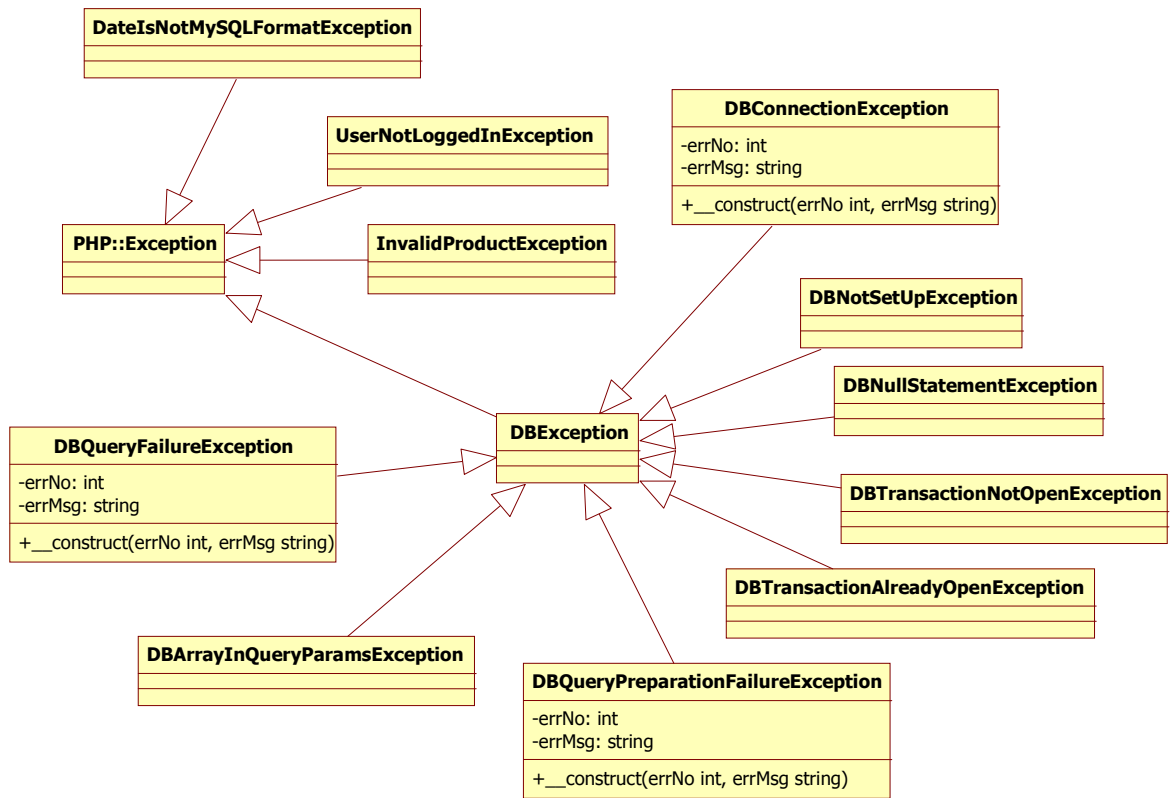 DateIsNotMySQLFormatException
DBConnectionException
-errNo: int
-errMsg: string
+__construct(errNo int, errMsg string)
UserNotLoggedInException
PHP::Exception
InvalidProductException
DBNotSetUpException
DBNullStatementException
DBException
DBQueryFailureException
-errNo: int
-errMsg: string
+__construct(errNo int, errMsg string)
DBTransactionNotOpenException
DBTransactionAlreadyOpenException
DBArrayInQueryParamsException
DBQueryPreparationFailureException
-errNo: int
-errMsg: string
+__construct(errNo int, errMsg string)